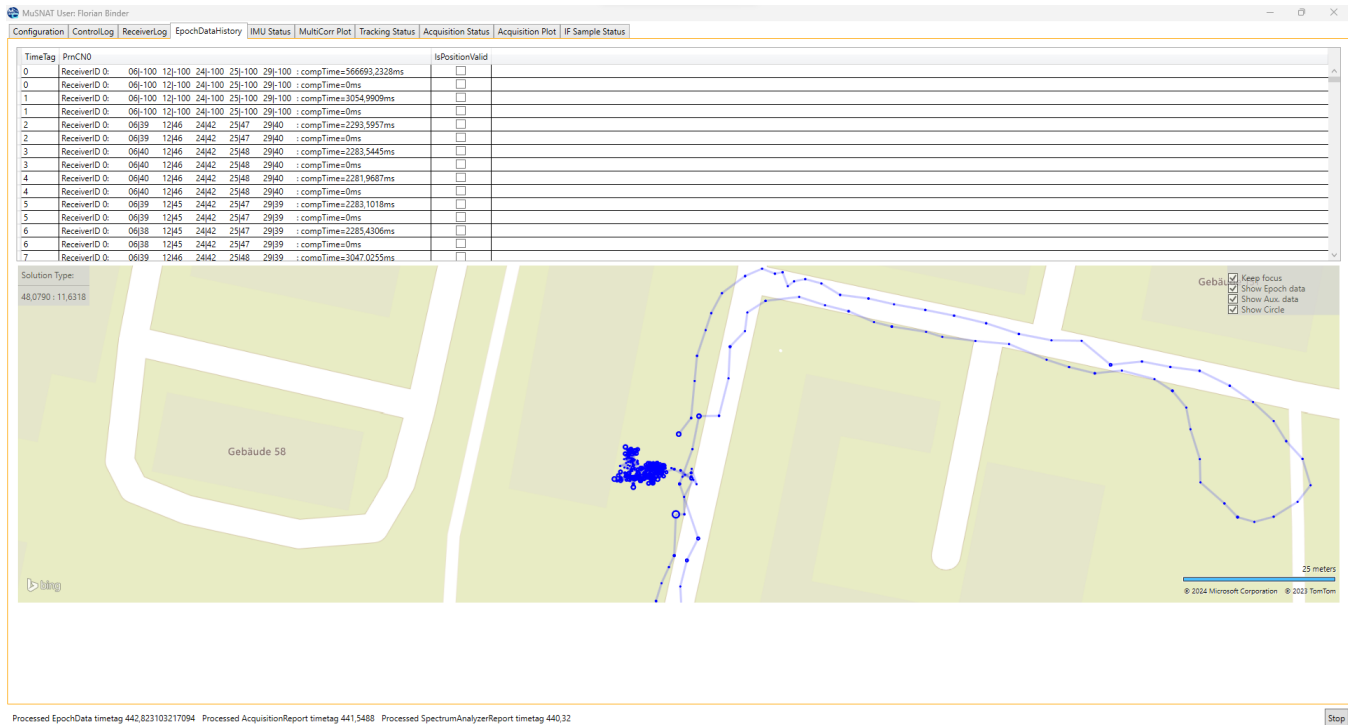 MuSNAT User: Florian Binder
Configuration ControlLog ReceiverLog EpochDataHistory IMU Status MultiCorr Plot Tracking Status Acquisition Status Acquisition Plot IF Sample Status
TimeTag PrnCN0 IsPositionValid
0 ReceiverID 0: 06|-100 12|-100 24|-100 25|-100 29|-100 : compTime=566693,2328ms
0 ReceiverID 0: 06|-100 12|-100 24|-100 25|-100 29|-100 : compTime=0ms
1 ReceiverID 0: 06|-100 12|-100 24|-100 25|-100 29|-100 : compTime=3054,9909ms
1 ReceiverID 0: 06|-100 12|-100 24|-100 25|-100 29|-100 : compTime=0ms
2 ReceiverID 0: 06|39 12|46 24|42 25|47 29|40 : compTime=2293,5957ms
2 ReceiverID 0: 06|39 12|46 24|42 25|47 29|40 : compTime=0ms
3 ReceiverID 0: 06|40 12|46 24|42 25|48 29|40 : compTime=2283,5445ms
3 ReceiverID 0: 06|40 12|46 24|42 25|48 29|40 : compTime=0ms
4 ReceiverID 0: 06|40 12|46 24|42 25|48 29|40 : compTime=2281,9687ms
4 ReceiverID 0: 06|40 12|46 24|42 25|48 29|40 : compTime=0ms
5 ReceiverID 0: 06|39 12|45 24|42 25|47 29|39 : compTime=2283,1018ms
5 ReceiverID 0: 06|39 12|45 24|42 25|47 29|39 : compTime=0ms
6 ReceiverID 0: 06|38 12|45 24|42 25|47 29|39 : compTime=2285,4306ms
6 ReceiverID 0: 06|38 12|45 24|42 25|47 29|39 : compTime=0ms
7 ReceiverID 0: 06|39 12|46 24|42 25|48 29|39 : compTime=3047,0255ms
Solution Type:
48,0790 : 11,6318
Keep focus
Show Epoch data
Show Aux. data
Show Circle
Gebäude 58
bing
25 meters
© 2024 Microsoft Corporation © 2023 TomTom
Processed EpochData timetag 442,823103217094 Processed AcquisitionReport timetag 441,5488 Processed SpectrumAnalyzerReport timetag 440,32
Stop